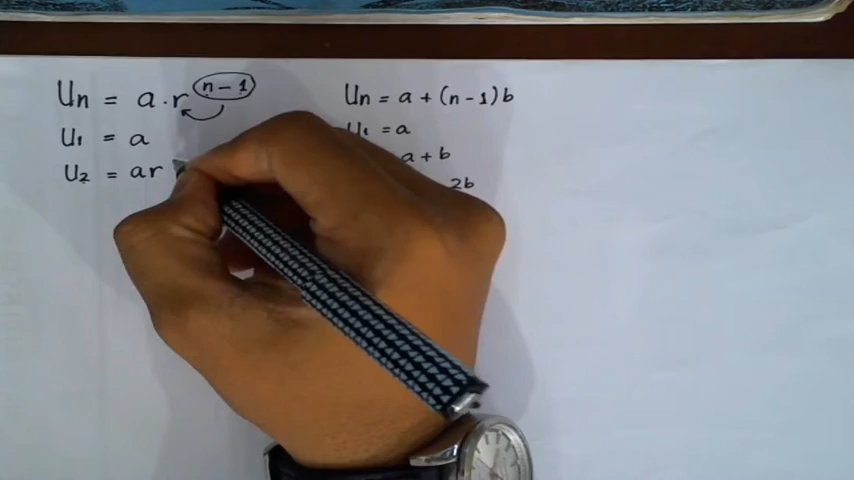 Un = a · r^(n - 1)
U₁ = a
U₂ = ar
Un = a + (n - 1) b
U₁ = a
a + b
2b